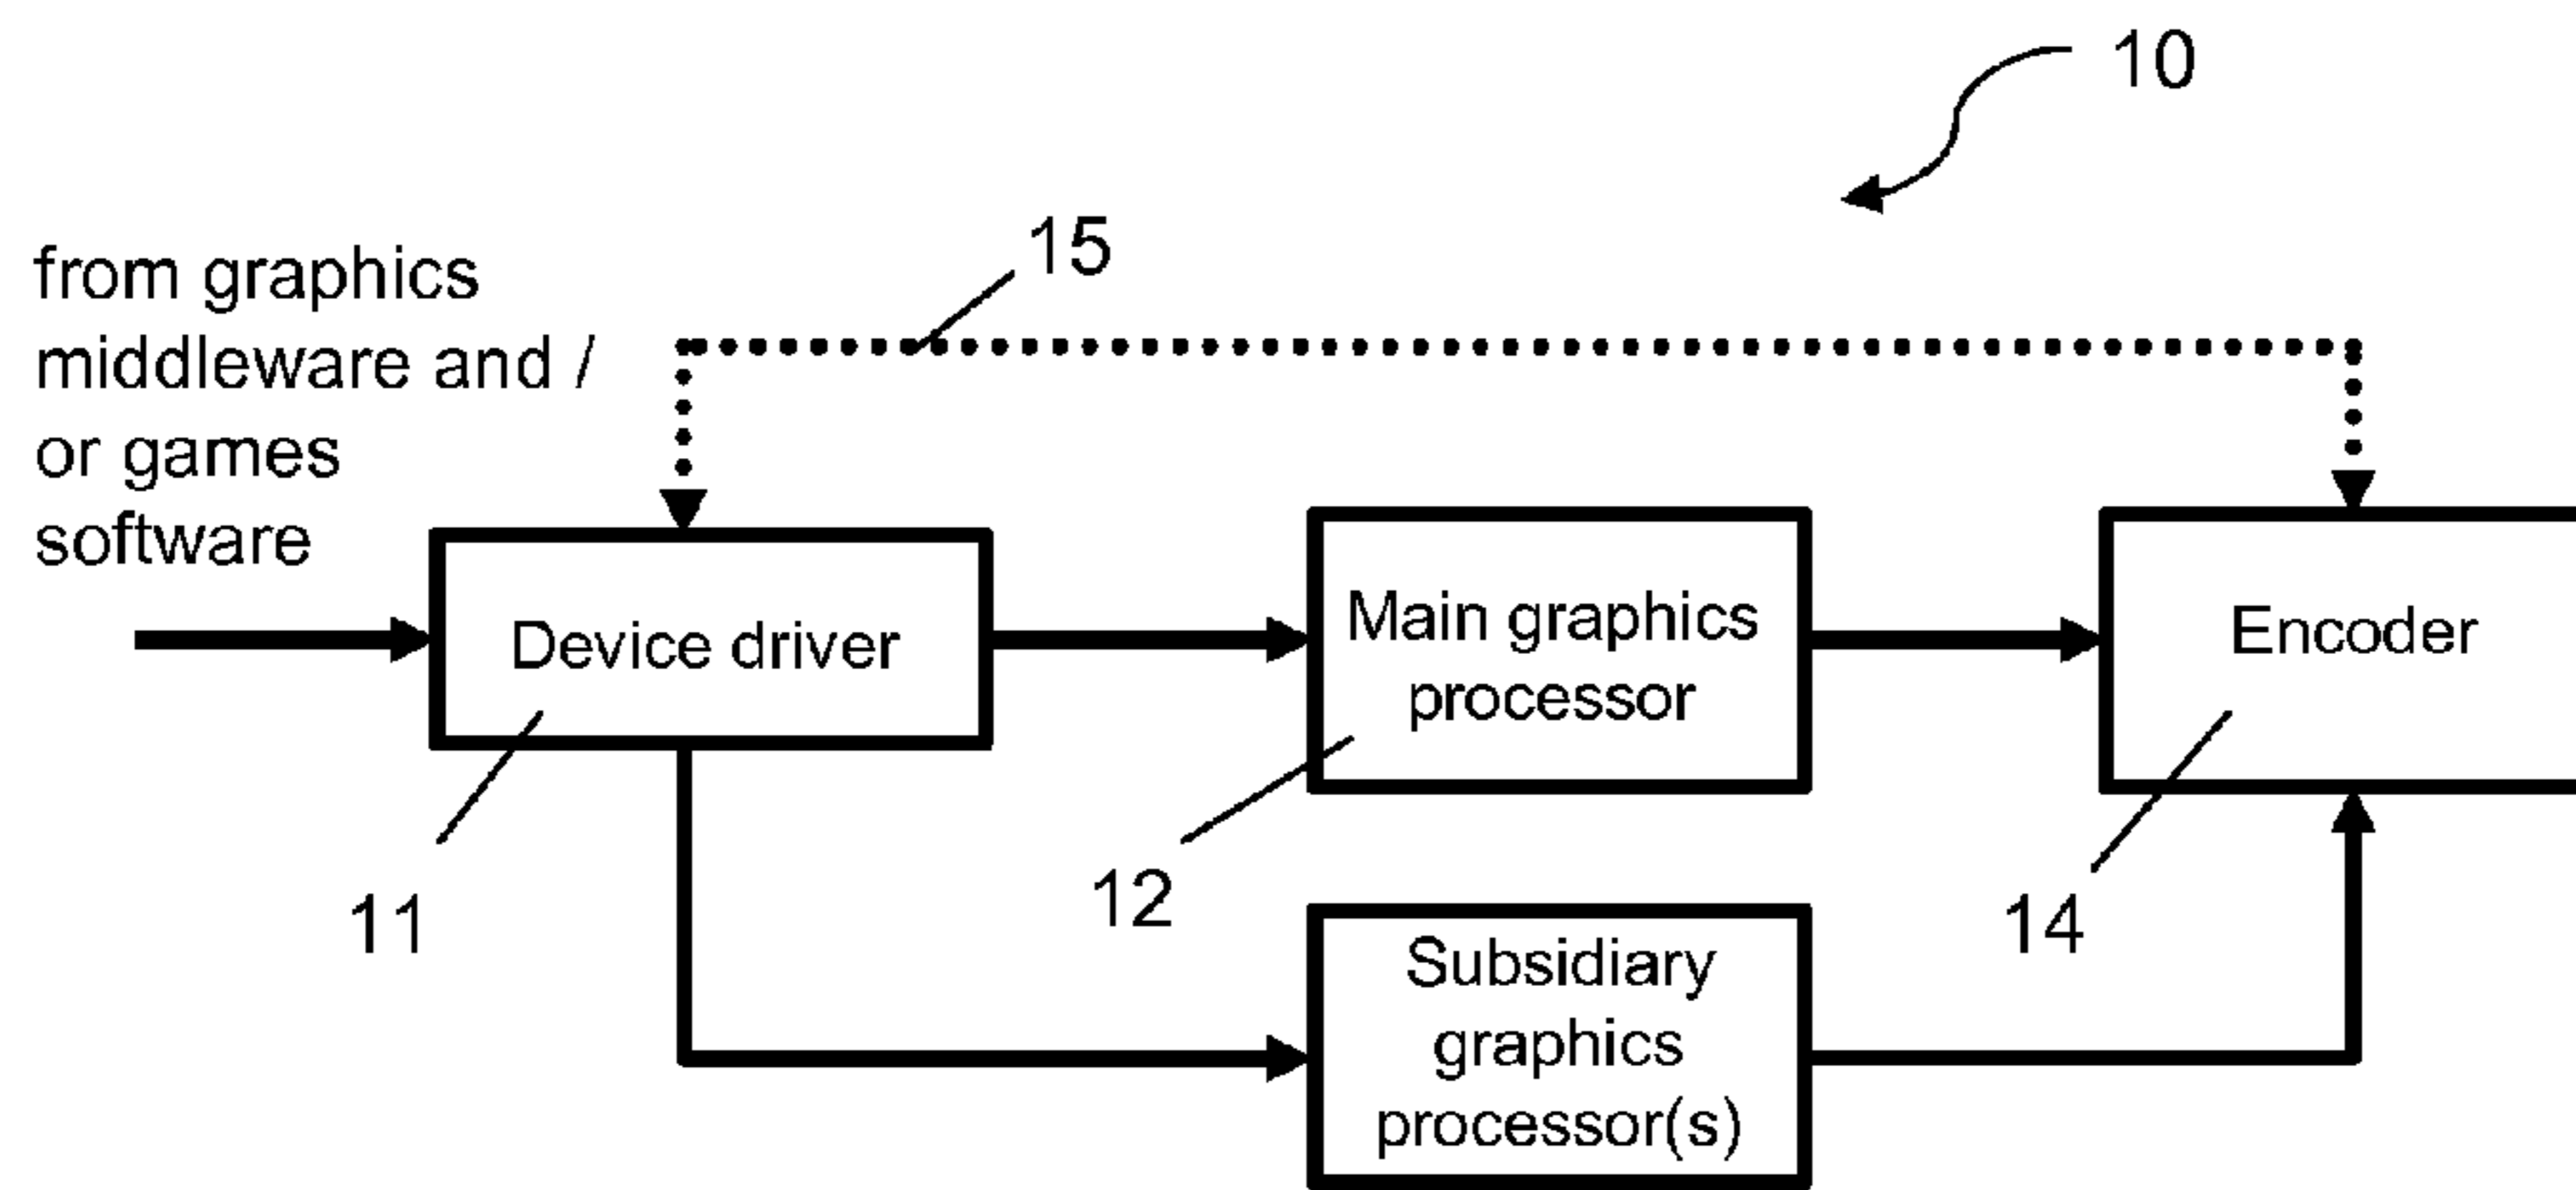 10
15
from graphics
middleware and /
or games
software
Device driver
Main graphics
processor
Encoder
11
12
14
Subsidiary
graphics
processor(s)